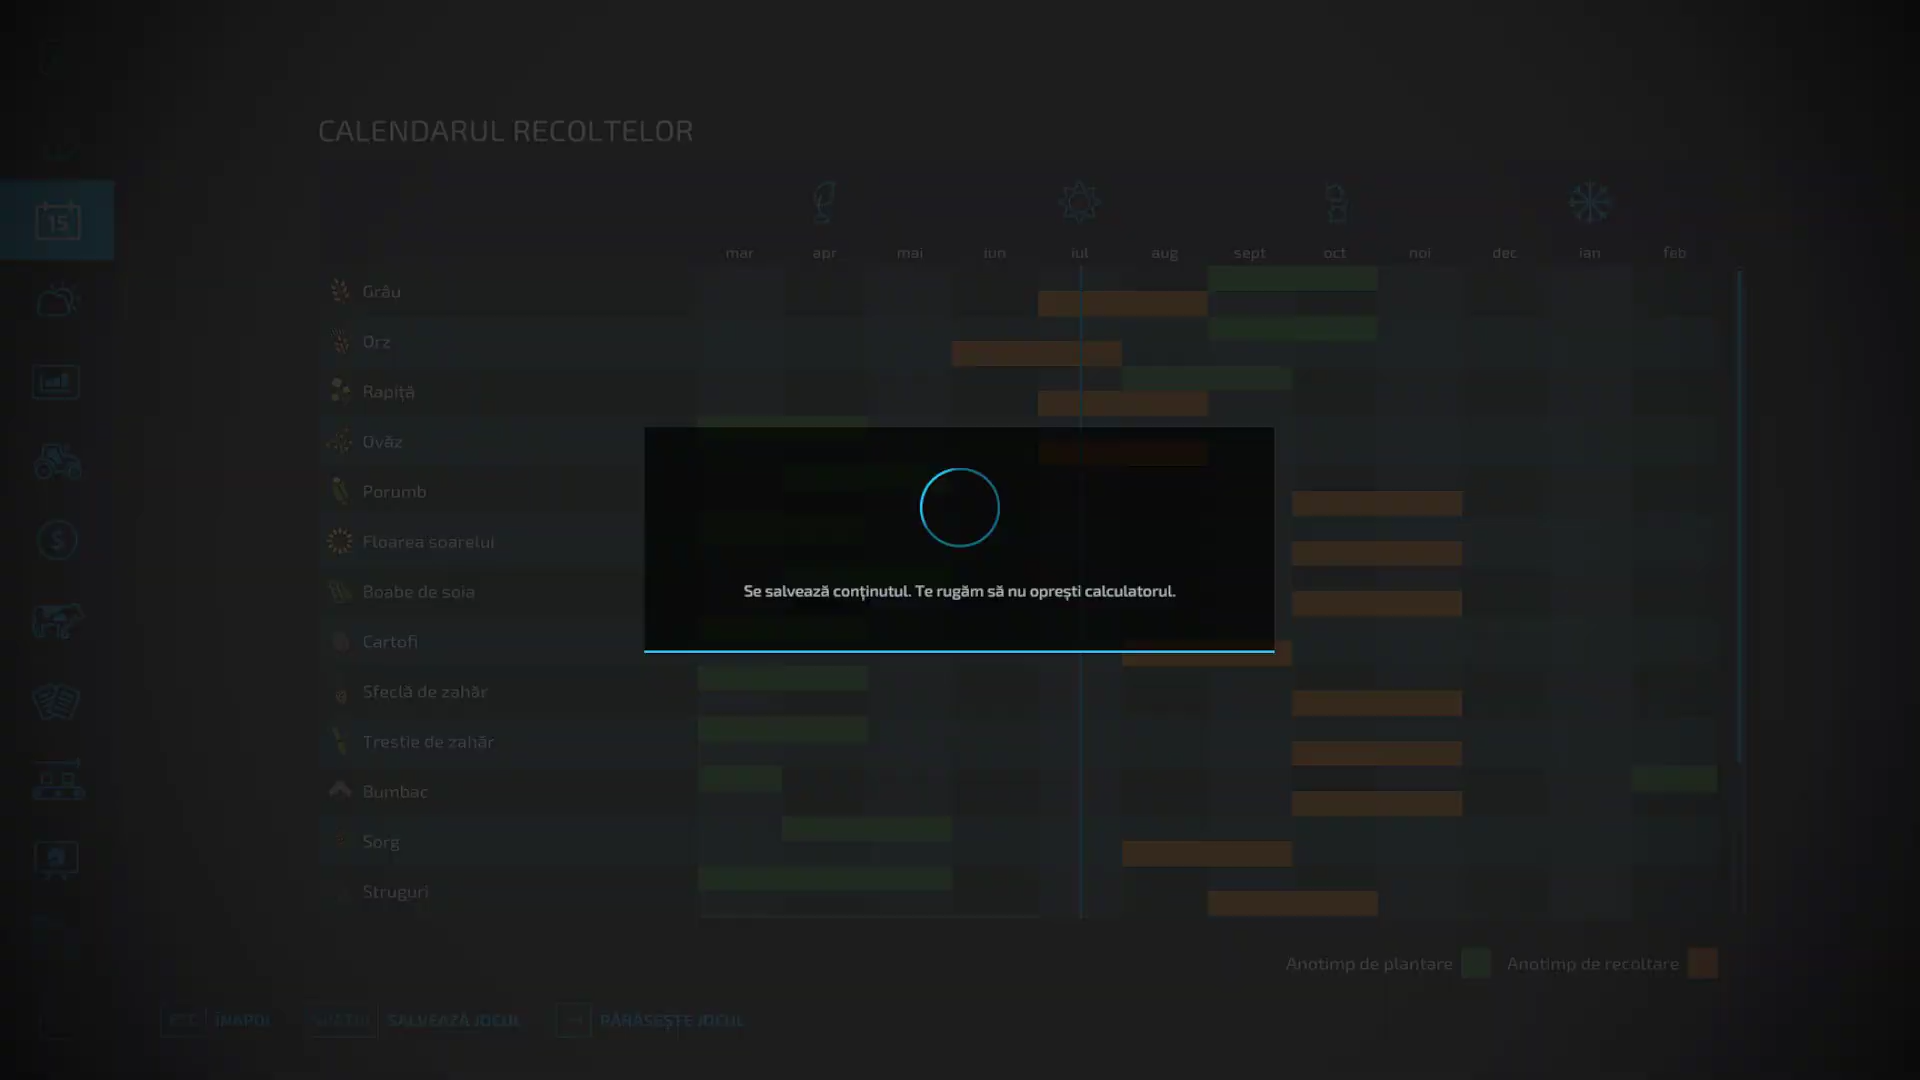 CALENDARUL RECOLTELOR
15
mar apr mai iun iul aug sept oct noi dec ian feb
Grâu
Orz
Rapiță
Ovăz
Porumb
Floarea soarelui
Boabe de soia
Cartofi
Sfeclă de zahăr
Trestie de zahăr
Bumbac
Sorg
Struguri
Se salvează conținutul. Te rugăm să nu oprești calculatorul.
Anotimp de plantare Anotimp de recoltare
ESC ÎNAPOI SPAȚIU SALVEAZĂ JOCUL PĂRĂSEȘTE JOCUL